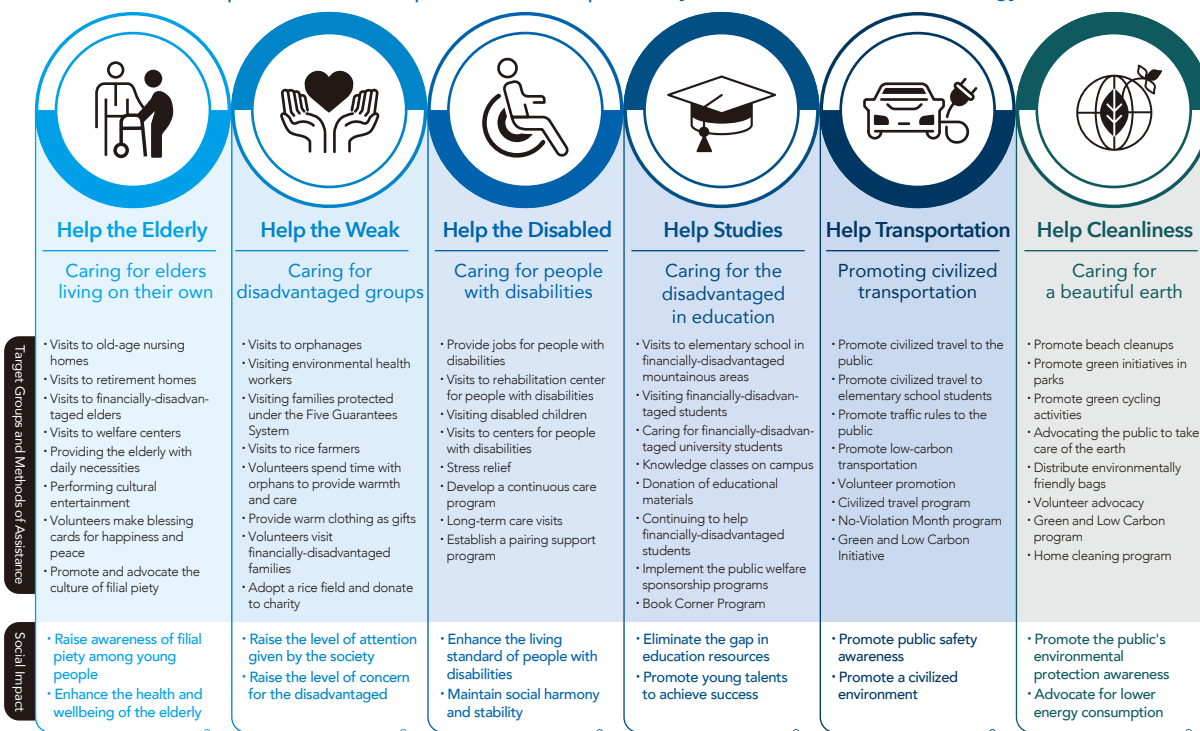 Help the Elderly
Caring for elders
living on their own
Help the Weak
Caring for
disadvantaged groups
Help the Disabled
Caring for people
with disabilities
Help Studies
Caring for the
disadvantaged
in education
Help Transportation
Promoting civilized
transportation
Help Cleanliness
Caring for
a beautiful earth
Target Groups and Methods of Assistance
・Visits to old-age nursing
homes
・Visits to retirement homes
・Visits to financially-disadvan-
taged elders
・Visits to welfare centers
・Providing the elderly with
daily necessities
・Performing cultural
entertainment
・Volunteers make blessing
cards for happiness and
peace
・Promote and advocate the
culture of filial piety
・Visits to orphanages
・Visiting environmental health
workers
・Visiting families protected
under the Five Guarantees
System
・Visits to rice farmers
・Volunteers spend time with
orphans to provide warmth
and care
・Provide warm clothing as gifts
・Volunteers visit
financially-disadvantaged
families
・Adopt a rice field and donate
to charity
・Provide jobs for people with
disabilities
・Visits to rehabilitation center
for people with disabilities
・Visiting disabled children
・Visits to centers for people
with disabilities
・Stress relief
・Develop a continuous care
program
・Long-term care visits
・Establish a pairing support
program
・Visits to elementary school in
financially-disadvantaged
mountainous areas
・Visiting financially-disadvan-
taged students
・Caring for financially-disadvan-
taged university students
・Knowledge classes on campus
・Donation of educational
materials
・Continuing to help
financially-disadvantaged
students
・Implement the public welfare
sponsorship programs
・Book Corner Program
・Promote civilized travel to the
public
・Promote civilized travel to
elementary school students
・Promote traffic rules to the
public
・Promote low-carbon
transportation
・Volunteer promotion
・Civilized travel program
・No-Violation Month program
・Green and Low Carbon
Initiative
・Promote beach cleanups
・Promote green initiatives in
parks
・Promote green cycling
activities
・Advocating the public to take
care of the earth
・Distribute environmentally
friendly bags
・Volunteer advocacy
・Green and Low Carbon
program
・Home cleaning program
Social Impact
・Raise awareness of filial
piety among young
people
・Enhance the health and
wellbeing of the elderly
・Raise the level of attention
given by the society
・Raise the level of concern
for the disadvantaged
・Enhance the living
standard of people with
disabilities
・Maintain social harmony
and stability
・Eliminate the gap in
education resources
・Promote young talents
to achieve success
・Promote public safety
awareness
・Promote a civilized
environment
・Promote the public's
environmental
protection awareness
・Advocate for lower
energy consumption